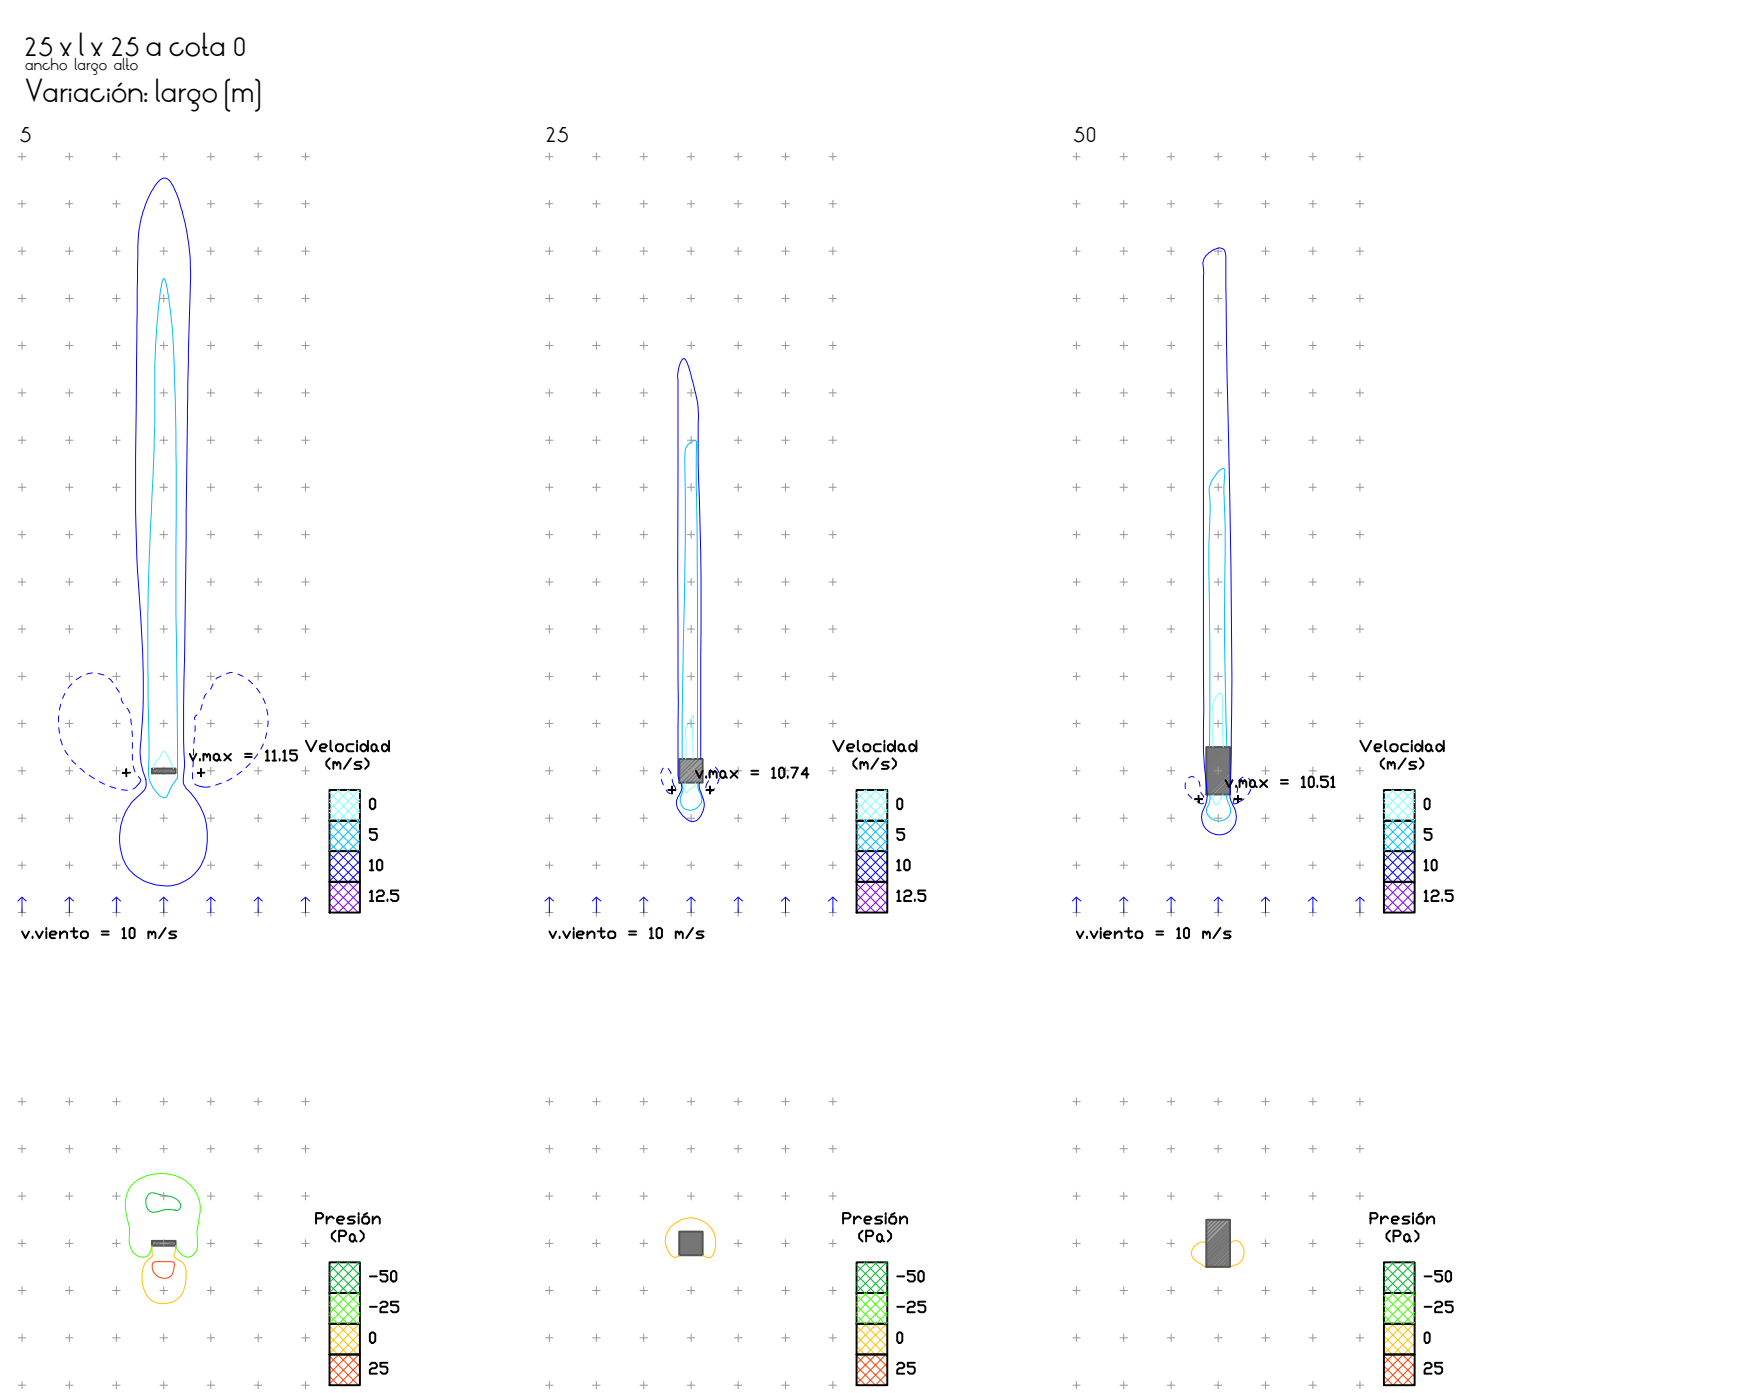 25 x l x 25 a cota 0
ancho largo alto
Variación: largo (m)
5
25
50
v.max = 11.15
v.max = 10.74
v.max = 10.51
Velocidad
(m/s)
0
5
10
12.5
Velocidad
(m/s)
0
5
10
12.5
Velocidad
(m/s)
0
5
10
12.5
v.viento = 10 m/s
v.viento = 10 m/s
v.viento = 10 m/s
Presión
(Pa)
-50
-25
0
25
Presión
(Pa)
-50
-25
0
25
Presión
(Pa)
-50
-25
0
25